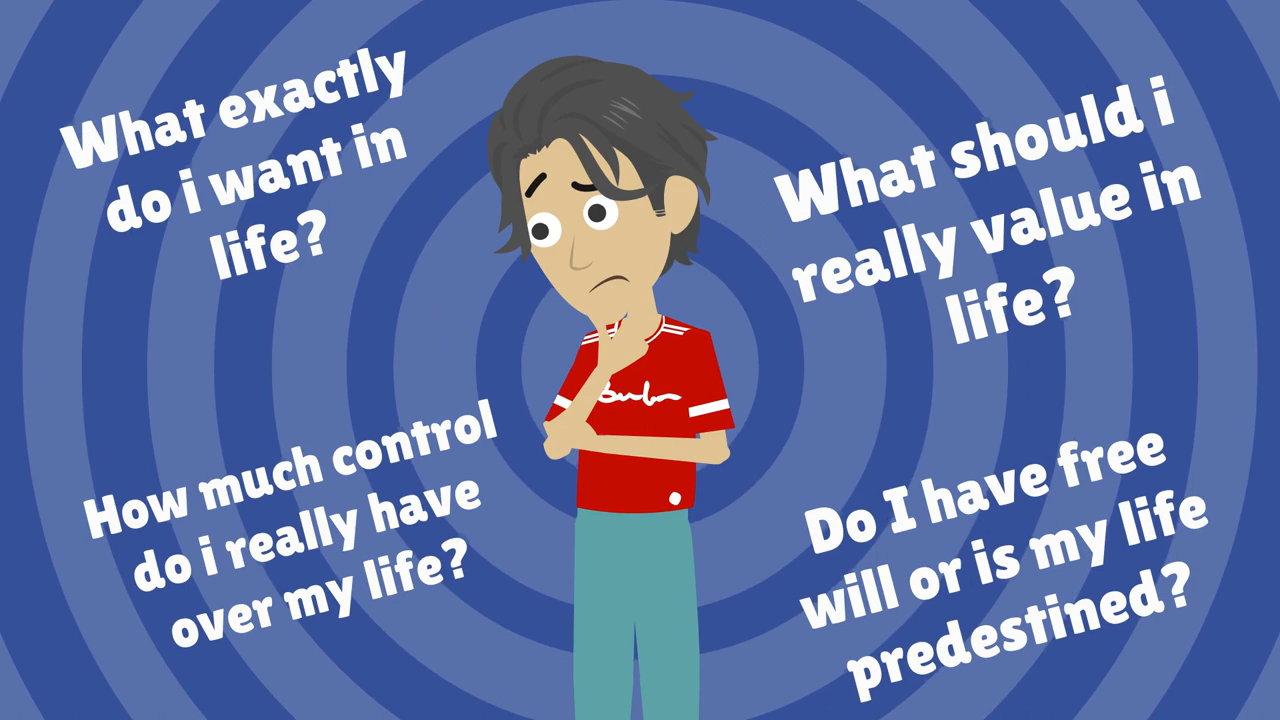 What exactly
do i want in
life?
What should i
really value in
life?
How much control
do i really have
over my life?
Do I have free
will or is my life
predestined?